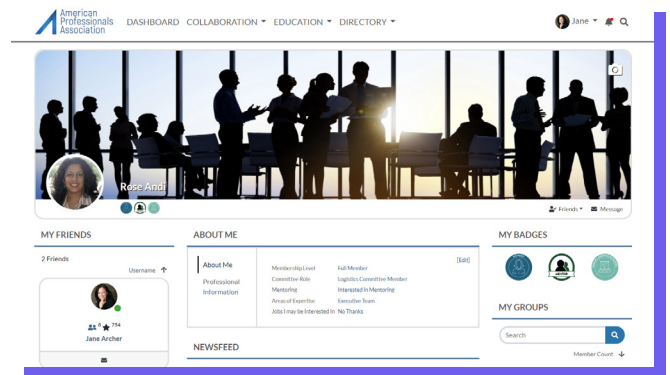 American
Professionals
Association
DASHBOARD COLLABORATION EDUCATION DIRECTORY
Jane
Rose Andi
Friends Message
MY FRIENDS
2 Friends
Username
8 754
Jane Archer
ABOUT ME
About Me
Professional
Information
[Edit]
Membership Level Full Member
Committee Role Logistics Committee Member
Mentoring Interested in Mentoring
Areas of Expertise Executive Team
Jobs I may be Interested In No Thanks
NEWSFEED
MY BADGES
MY GROUPS
Search
Member Count